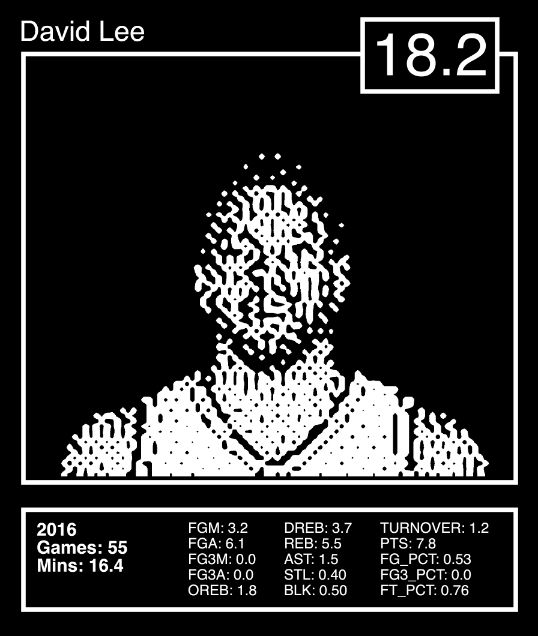 David Lee
18.2
2016
Games: 55
Mins: 16.4
FGM: 3.2
FGA: 6.1
FG3M: 0.0
FG3A: 0.0
OREB: 1.8
DREB: 3.7
REB: 5.5
AST: 1.5
STL: 0.40
BLK: 0.50
TURNOVER: 1.2
PTS: 7.8
FG_PCT: 0.53
FG3_PCT: 0.0
FT_PCT: 0.76